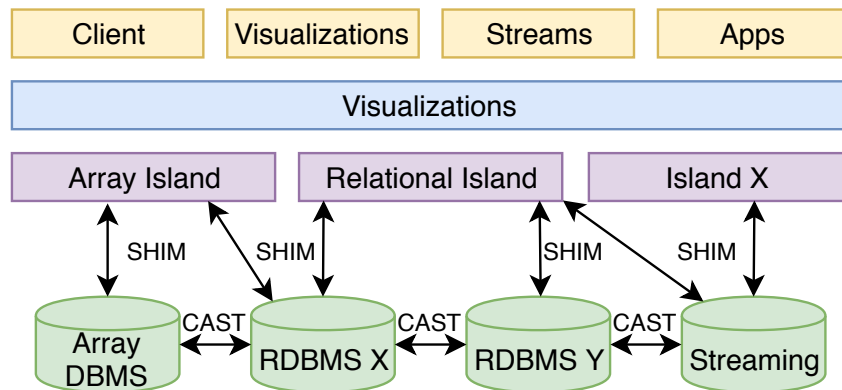 Client
Visualizations
Streams
Apps
Visualizations
Array Island
Relational Island
Island X
SHIM
SHIM
SHIM
SHIM
CAST
CAST
CAST
Array
DBMS
RDBMS X
RDBMS Y
Streaming